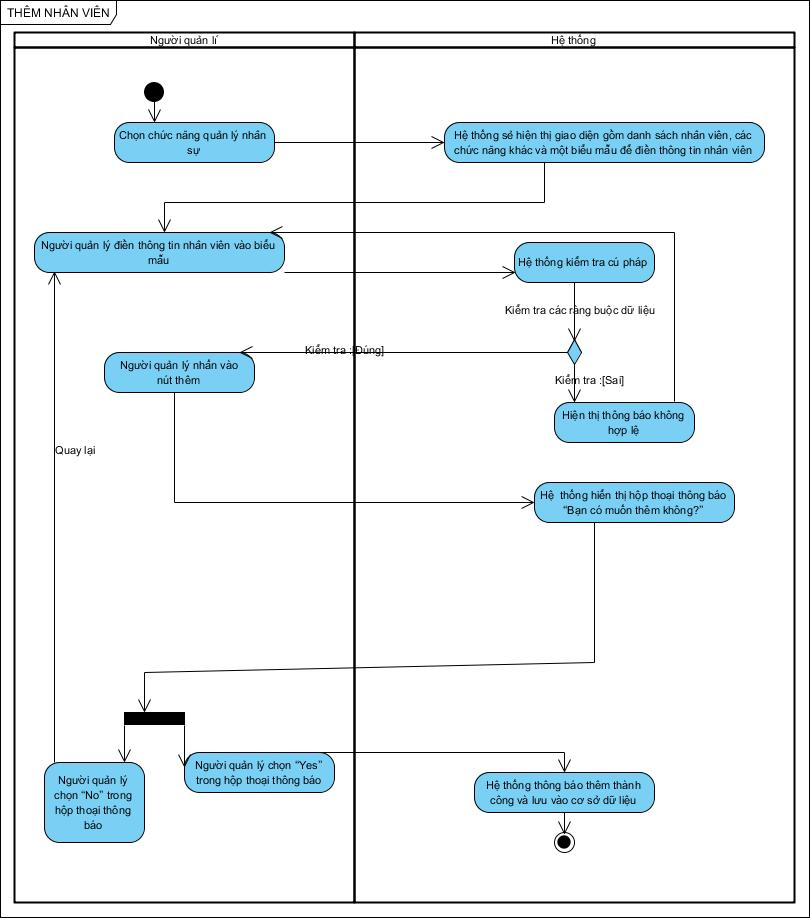 THÊM NHÂN VIÊN
Người quản lí
Hệ thống
Chọn chức năng quản lý nhân
sự
Hệ thống sẽ hiện thị giao diện gồm danh sách nhân viên, các
chức năng khác và một biểu mẫu để điền thông tin nhân viên
Người quản lý điền thông tin nhân viên vào biểu
mẫu
Hệ thống kiểm tra cú pháp
Kiểm tra các ràng buộc dữ liệu
Kiểm tra :[Đúng]
Người quản lý nhấn vào
nút thêm
Kiểm tra :[Sai]
Hiện thị thông báo không
hợp lệ
Quay lại
Hệ thống hiển thị hộp thoại thông báo
“Bạn có muốn thêm không?”
Người quản lý
chọn “No” trong
hộp thoại thông
báo
Người quản lý chọn “Yes”
trong hộp thoại thông báo
Hệ thống thông báo thêm thành
công và lưu vào cơ sở dữ liệu